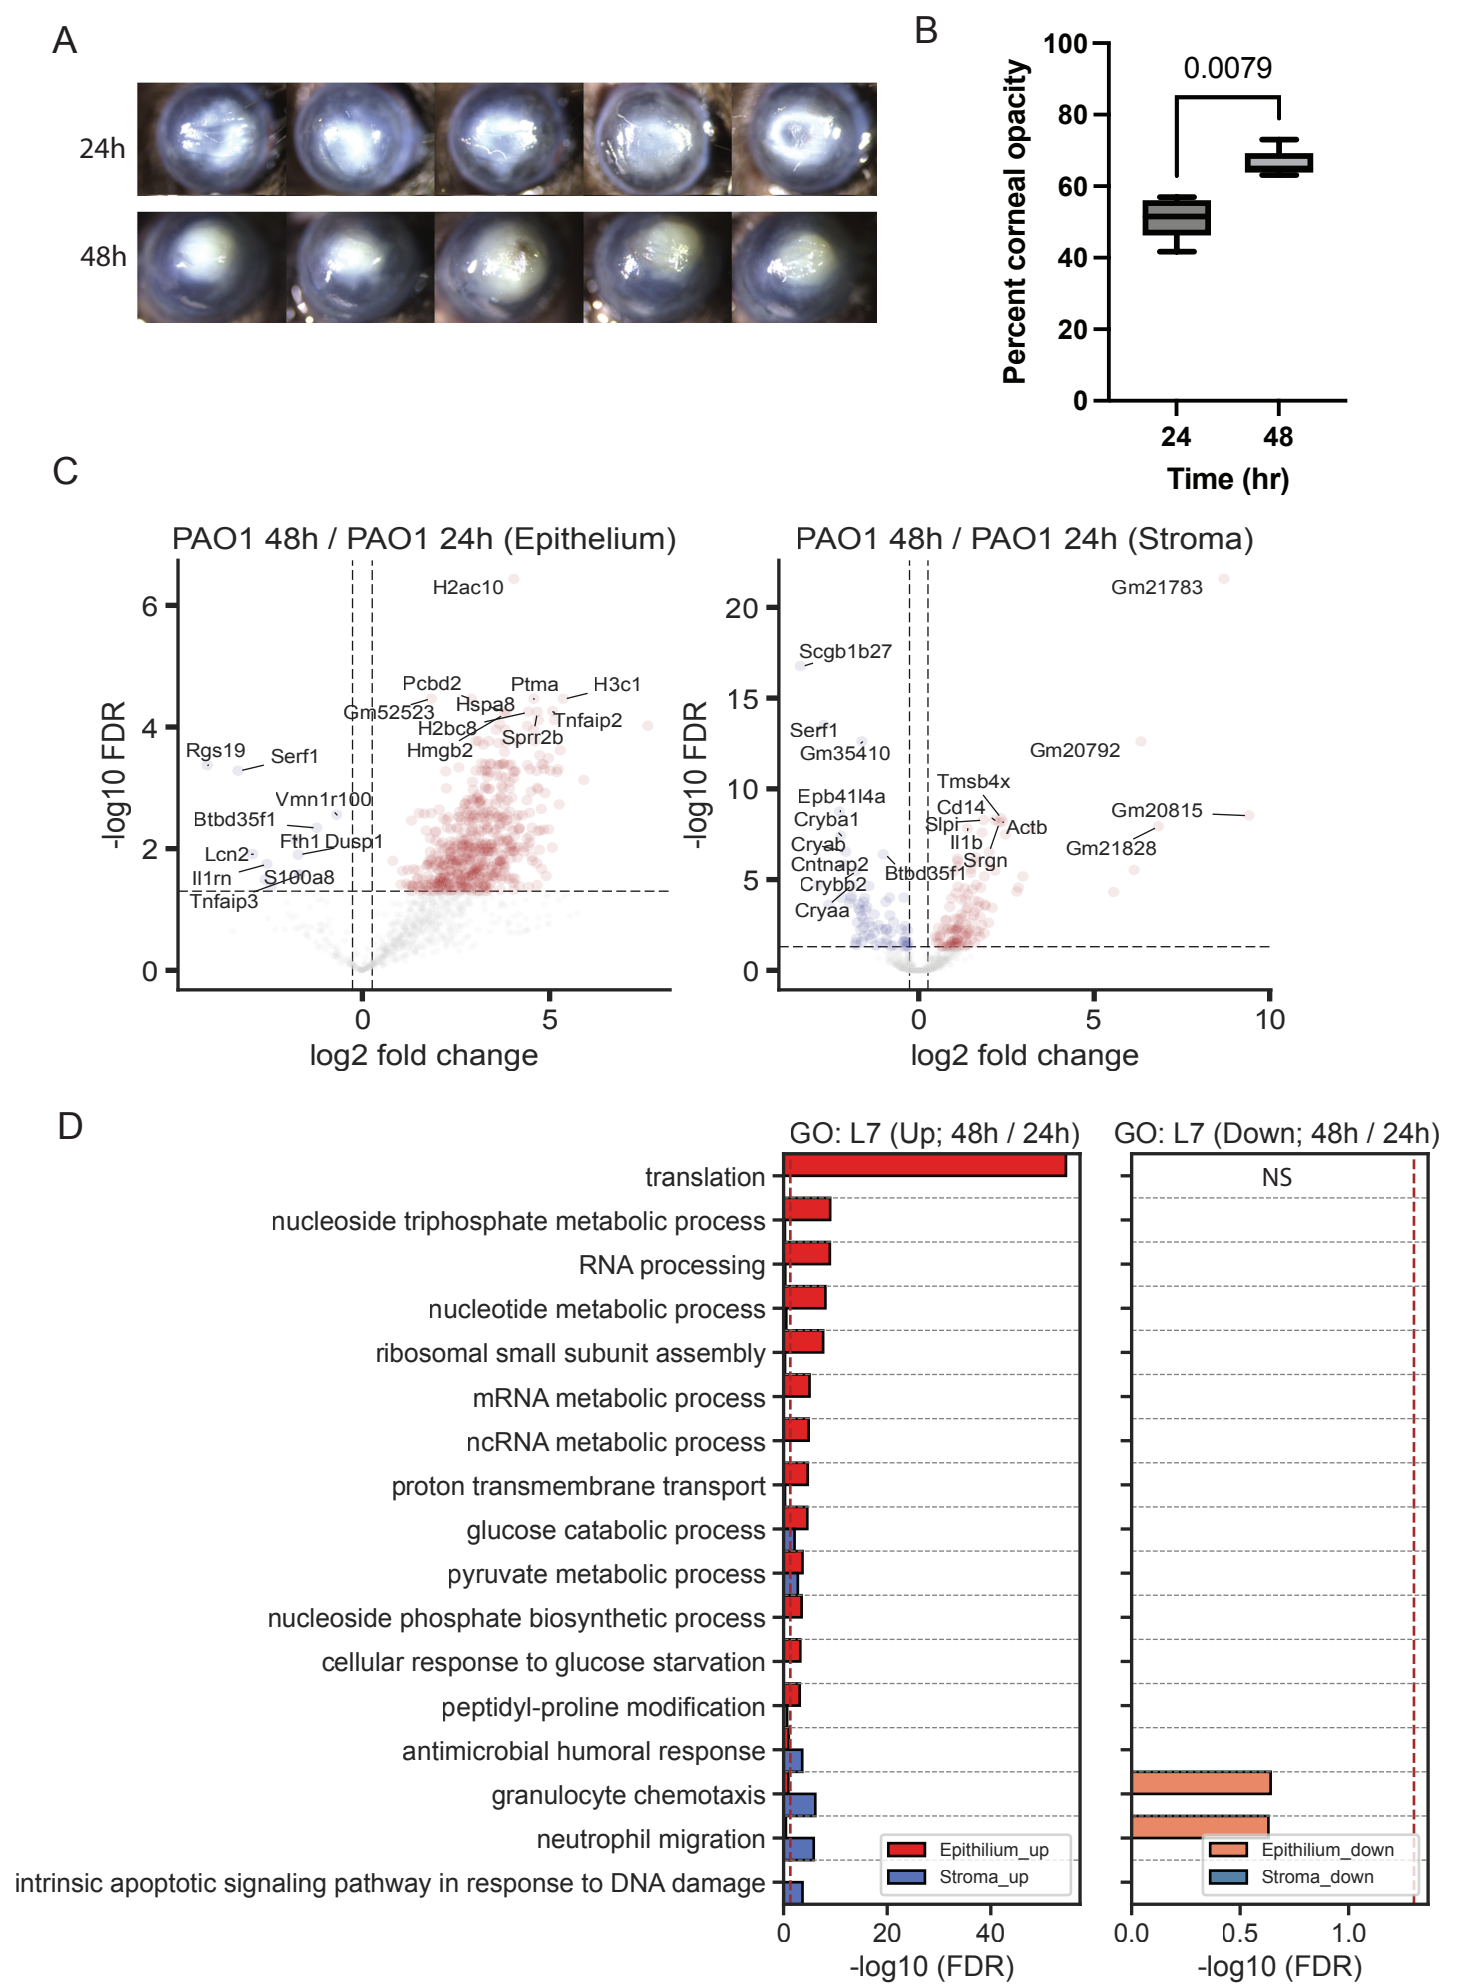 A
24h
48h
B
100
80
60
40
20
0
Percent corneal opacity
0.0079
24
48
Time (hr)
C
PAO1 48h / PAO1 24h (Epithelium)
6
4
2
0
-log10 FDR
H2ac10
Pcbd2
Ptma
H3c1
Gm52523
Hspa8
H2bc8
Tnfaip2
Hmgb2
Sprr2b
Rgs19
Serf1
Vmn1r100
Btbd35f1
Fth1
Dusp1
Lcn2
Il1rn
S100a8
Tnfaip3
0
5
log2 fold change
PAO1 48h / PAO1 24h (Stroma)
20
15
10
5
0
-log10 FDR
Gm21783
Scgb1b27
Serf1
Gm35410
Gm20792
Tmsb4x
Epb41l4a
Cd14
Gm20815
Cryba1
Slpi
Actb
Cryab
Il1b
Gm21828
Cntnap2
Srgn
Btbd35f1
Crybb2
Cryaa
0
5
10
log2 fold change
D
GO: L7 (Up; 48h / 24h)
GO: L7 (Down; 48h / 24h)
translation
NS
nucleoside triphosphate metabolic process
RNA processing
nucleotide metabolic process
ribosomal small subunit assembly
mRNA metabolic process
ncRNA metabolic process
proton transmembrane transport
glucose catabolic process
pyruvate metabolic process
nucleoside phosphate biosynthetic process
cellular response to glucose starvation
peptidyl-proline modification
antimicrobial humoral response
granulocyte chemotaxis
neutrophil migration
intrinsic apoptotic signaling pathway in response to DNA damage
Epithilium_up
Stroma_up
Epithilium_down
Stroma_down
0
20
40
-log10 (FDR)
0.0
0.5
1.0
-log10 (FDR)